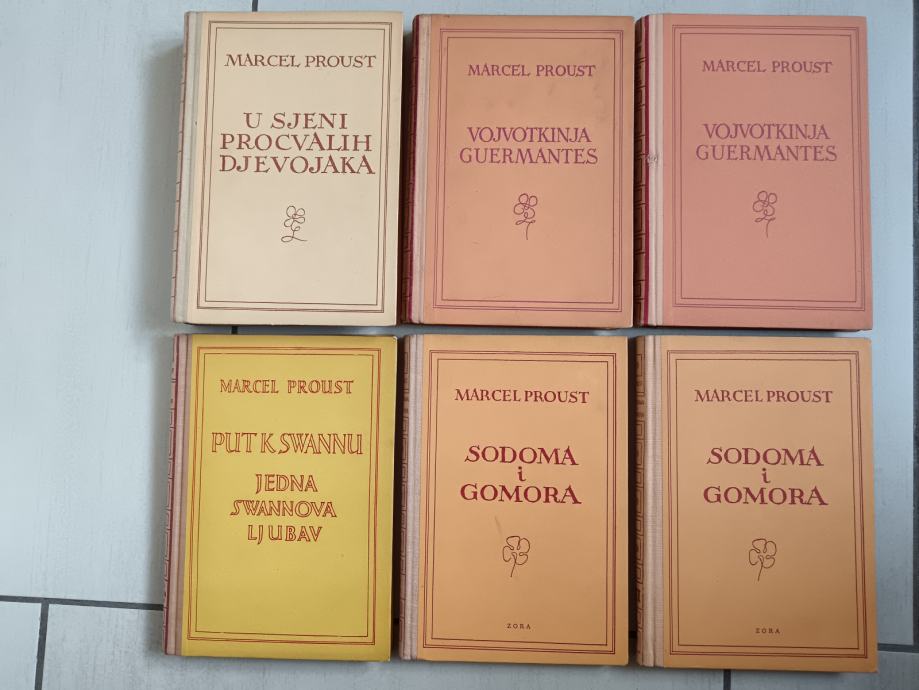 MARCEL PROUST
U SJENI
PROCVALIH
DJEVOJAKA
MARCEL PROUST
VOJVOTKINJA
GUERMANTES
MARCEL PROUST
VOJVOTKINJA
GUERMANTES
MARCEL PROUST
PUT K SWANNU
JEDNA
SWANNOVA
LJUBAV
MARCEL PROUST
SODOMA
i
GOMORA
ZORA
MARCEL PROUST
SODOMA
i
GOMORA
ZORA